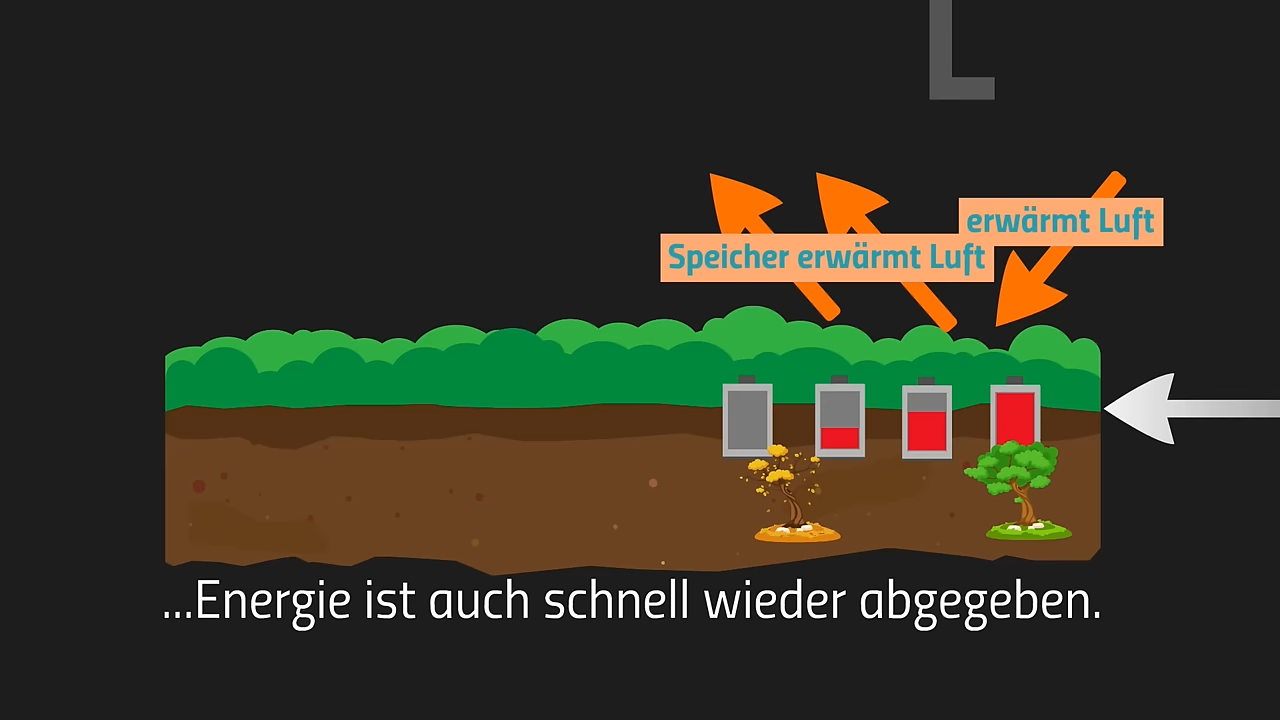 L
erwärmt Luft
Speicher erwärmt Luft
...Energie ist auch schnell wieder abgegeben.